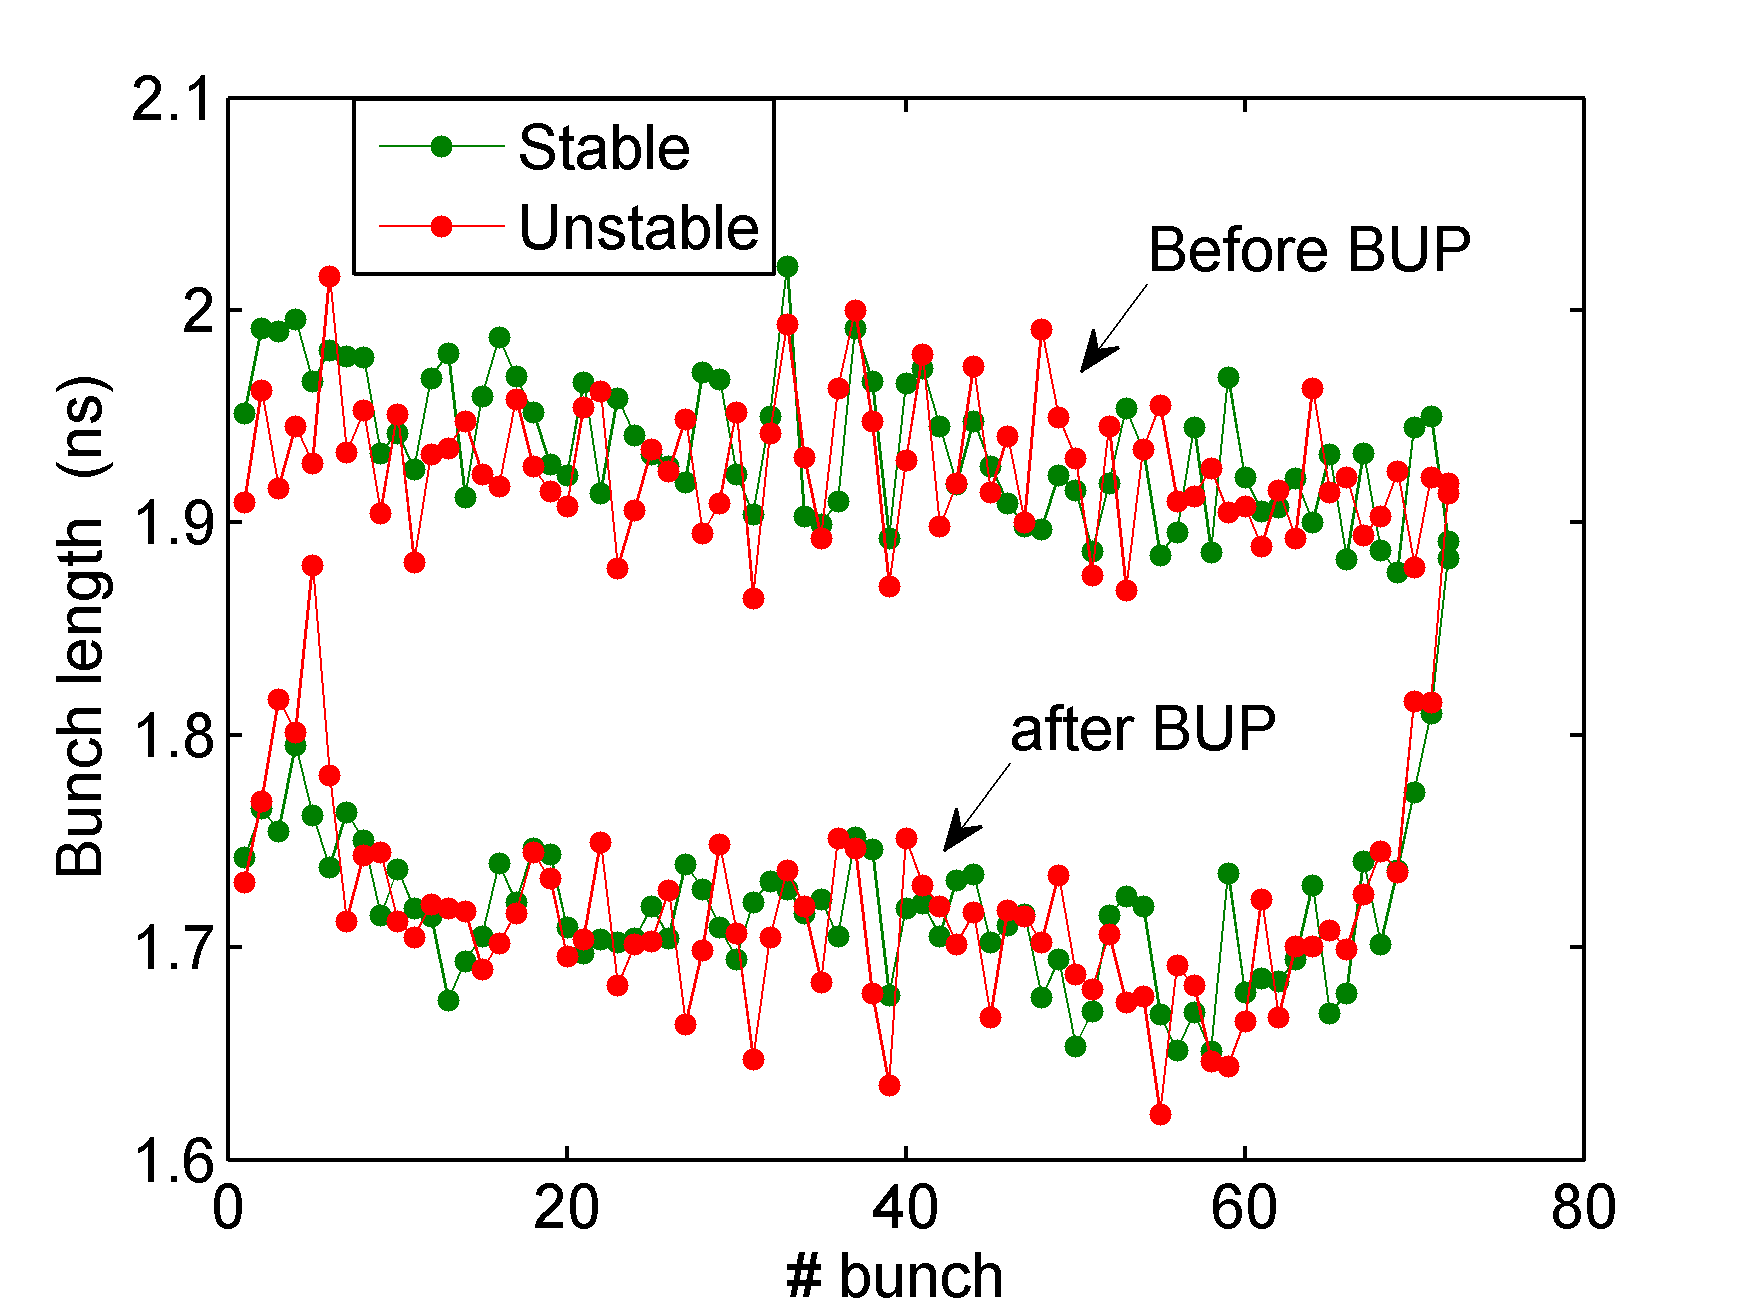 2.1
Stable
Unstable
Before BUP
2
1.9
1.8
1.7
1.6
after BUP
Bunch length (ns)
0
20
40
60
80
# bunch